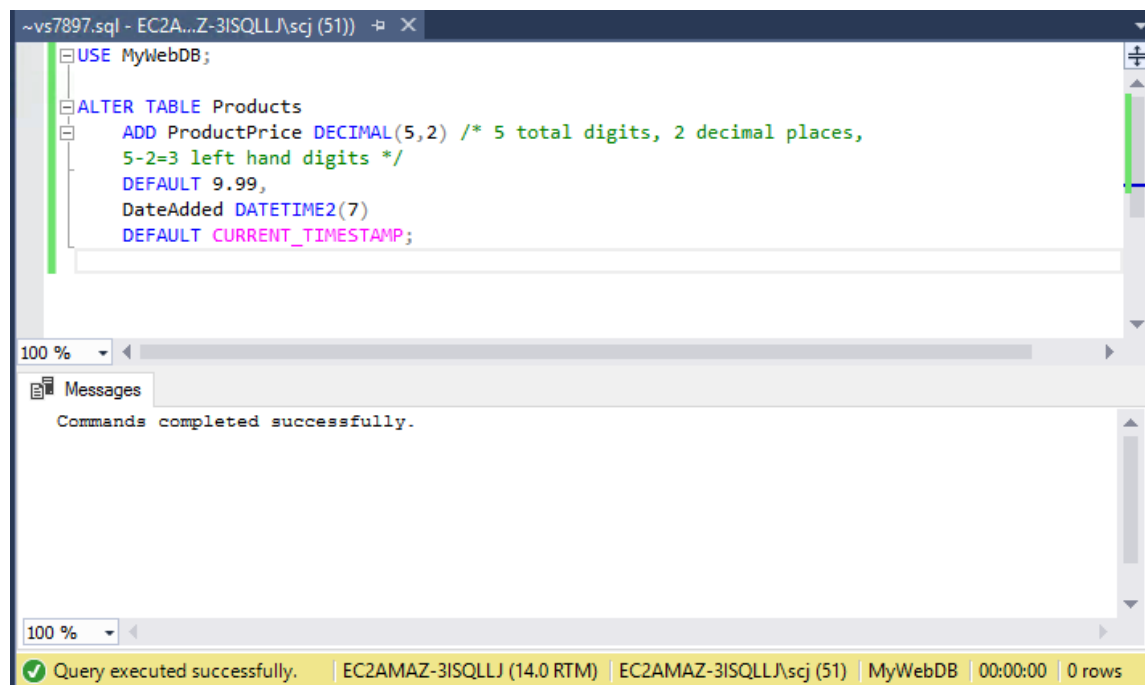 ~vs7897.sql - EC2A...Z-3ISQLLJ\scj (51))
USE MyWebDB;
ALTER TABLE Products
ADD ProductPrice DECIMAL(5,2) /* 5 total digits, 2 decimal places,
5-2=3 left hand digits */
DEFAULT 9.99,
DateAdded DATETIME2(7)
DEFAULT CURRENT_TIMESTAMP;
100 %
Messages
Commands completed successfully.
100 %
Query executed successfully. EC2AMAZ-3ISQLLJ (14.0 RTM) EC2AMAZ-3ISQLLJ\scj (51) MyWebDB 00:00:00 0 rows